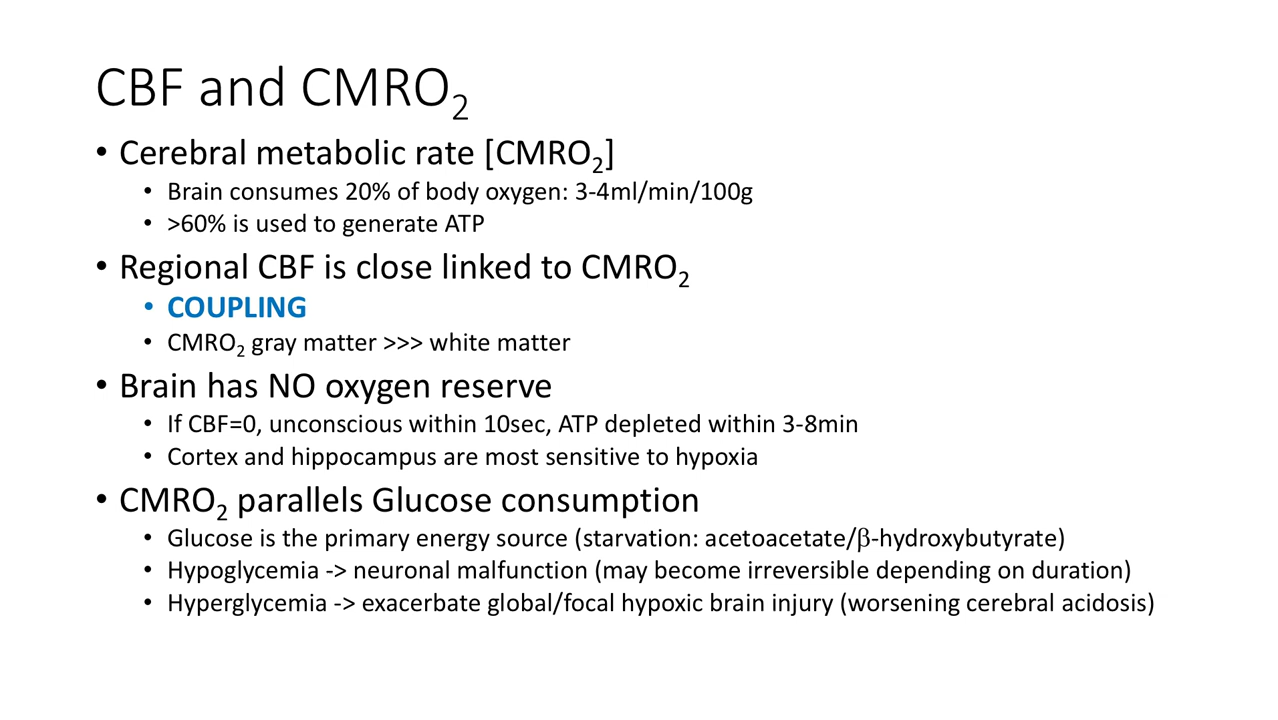 CBF and CMRO₂
• Cerebral metabolic rate [CMRO₂]
• Brain consumes 20% of body oxygen: 3-4ml/min/100g
• >60% is used to generate ATP
• Regional CBF is close linked to CMRO₂
• COUPLING
• CMRO₂ gray matter >>> white matter
• Brain has NO oxygen reserve
• If CBF=0, unconscious within 10sec, ATP depleted within 3-8min
• Cortex and hippocampus are most sensitive to hypoxia
• CMRO₂ parallels Glucose consumption
• Glucose is the primary energy source (starvation: acetoacetate/β-hydroxybutyrate)
• Hypoglycemia -> neuronal malfunction (may become irreversible depending on duration)
• Hyperglycemia -> exacerbate global/focal hypoxic brain injury (worsening cerebral acidosis)